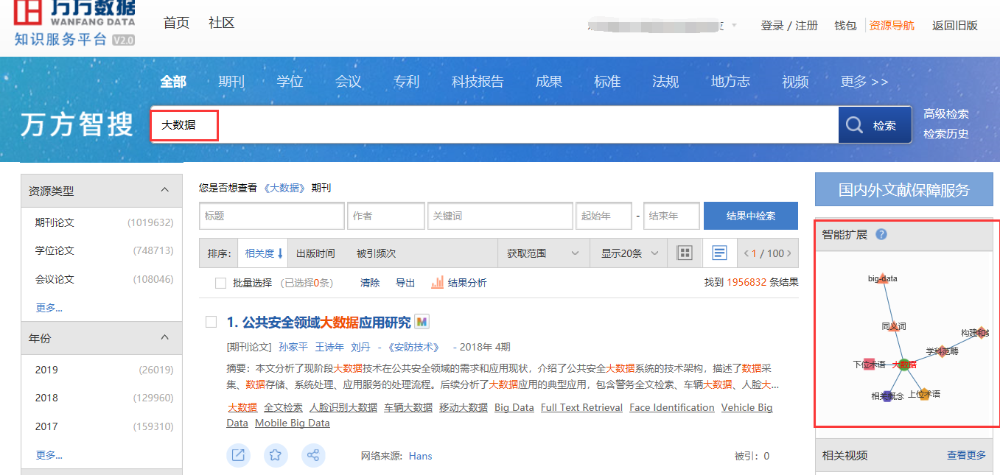 万方数据
WANFANG DATA
知识服务平台 V2.0
首页 社区
登录 / 注册 钱包 资源导航 返回旧版
全部 期刊 学位 会议 专利 科技报告 成果 标准 法规 地方志 视频 更多 >>
万方智搜
大数据
检索
高级检索
检索历史
资源类型
期刊论文 (1019632)
学位论文 (748713)
会议论文 (108046)
更多...
年份
2019 (26019)
2018 (129960)
2017 (159310)
更多...
您是否想查看 《大数据》 期刊
标题 作者 关键词 起始年 - 结束年 结果中检索
排序: 相关度 出版时间 被引频次 获取范围 显示20条 1 / 100
批量选择 (已选择0条) 清除 导出 结果分析 找到 1956832 条结果
1. 公共安全领域大数据应用研究 M
[期刊论文] 孙家平 王诗年 刘丹 - 《安防技术》 - 2018年 4期
摘要：本文分析了现阶段大数据技术在公共安全领域的需求和应用现状，介绍了公共安全大数据系统的技术架构，描述了数据采
集、数据存储、系统处理、应用服务的处理流程。后续分析了大数据应用的典型应用，包含警务全文检索、车辆大数据、人脸大...
大数据 全文检索 人脸识别大数据 车辆大数据 移动大数据 Big Data Full Text Retrieval Face Identification Vehicle Big
Data Mobile Big Data
网络来源: Hans 被引: 0
国内外文献保障服务
智能扩展 ?
big-data
同义词
构建和
学科范畴
下位术语 大数据
相关概念 上位术语
相关视频 查看更多